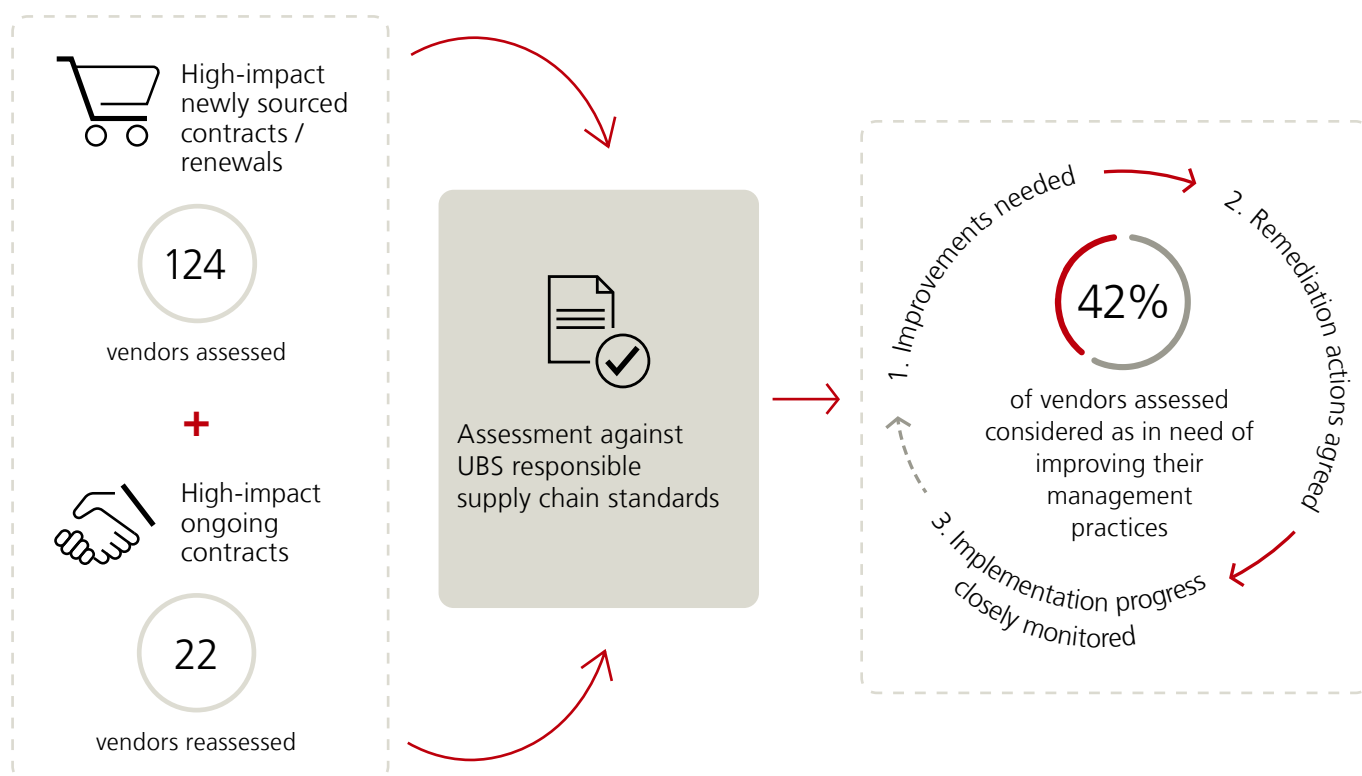 High-impact
newly sourced
contracts /
renewals
124
vendors assessed
+
High-impact
ongoing
contracts
22
vendors reassessed
Assessment against
UBS responsible
supply chain standards
1. Improvements needed
2. Remediation actions agreed
3. Implementation progress
closely monitored
42%
of vendors assessed
considered as in need of
improving their
management
practices